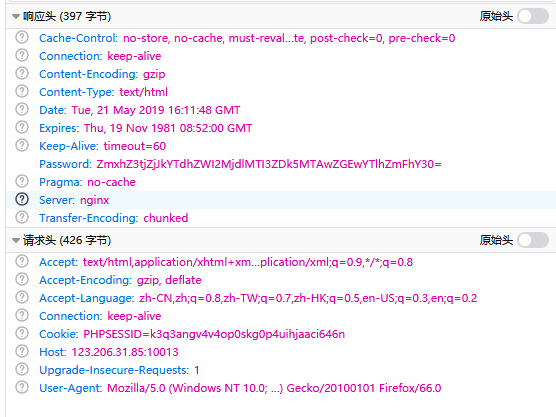 响应头 (397 字节)
原始头
Cache-Control: no-store, no-cache, must-reval…te, post-check=0, pre-check=0
Connection: keep-alive
Content-Encoding: gzip
Content-Type: text/html
Date: Tue, 21 May 2019 16:11:48 GMT
Expires: Thu, 19 Nov 1981 08:52:00 GMT
Keep-Alive: timeout=60
Password: ZmxhZ3tjZjJkYTdhZWI2MjdlMTI3ZDk5MTAwZGEwYTlhZmFhY30=
Pragma: no-cache
Server: nginx
Transfer-Encoding: chunked
请求头 (426 字节)
原始头
Accept: text/html,application/xhtml+xm…plication/xml;q=0.9,*/*;q=0.8
Accept-Encoding: gzip, deflate
Accept-Language: zh-CN,zh;q=0.8,zh-TW;q=0.7,zh-HK;q=0.5,en-US;q=0.3,en;q=0.2
Connection: keep-alive
Cookie: PHPSESSID=k3q3angv4v4op0skg0p4uihjaaci646n
Host: 123.206.31.85:10013
Upgrade-Insecure-Requests: 1
User-Agent: Mozilla/5.0 (Windows NT 10.0; …) Gecko/20100101 Firefox/66.0